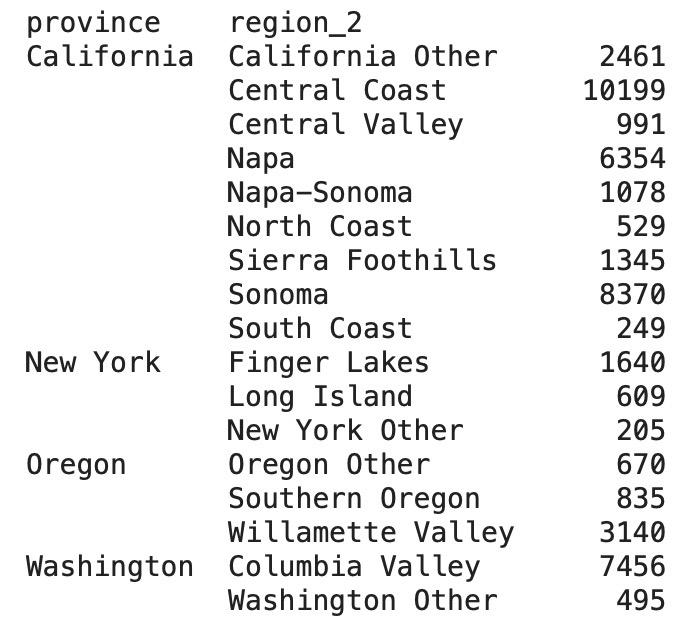 province    region_2
California  California Other     2461
            Central Coast       10199
            Central Valley        991
            Napa                 6354
            Napa-Sonoma          1078
            North Coast           529
            Sierra Foothills     1345
            Sonoma               8370
            South Coast           249
New York    Finger Lakes         1640
            Long Island           609
            New York Other        205
Oregon      Oregon Other          670
            Southern Oregon       835
            Willamette Valley    3140
Washington  Columbia Valley      7456
            Washington Other      495